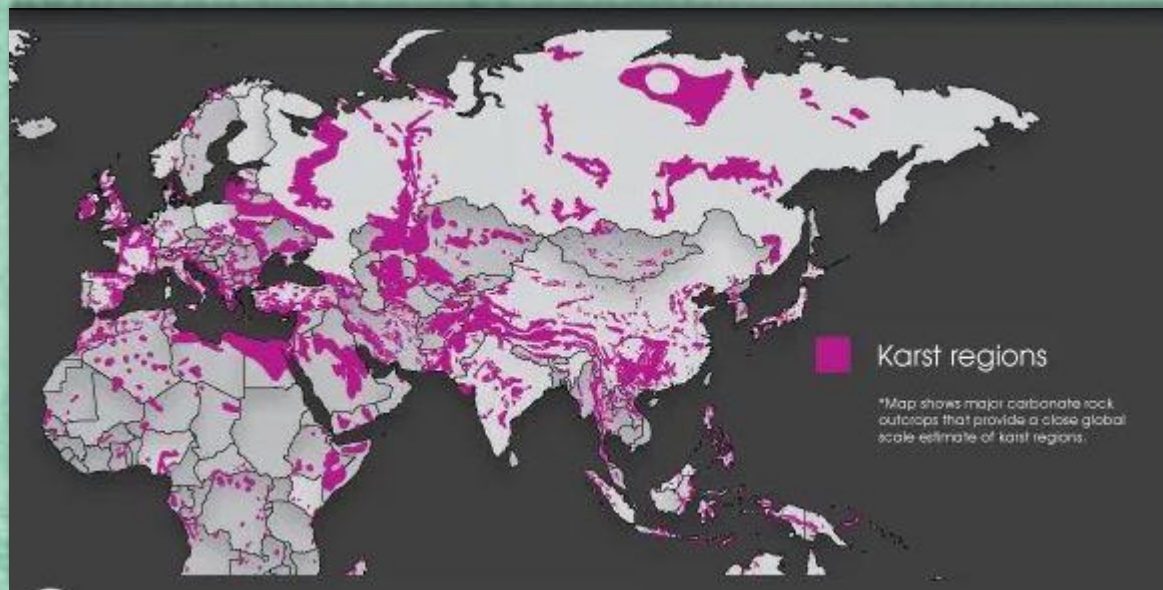 Karst regions
*Map shows major carbonate rock
outcrops that provide a close global
scale estimate of karst regions.